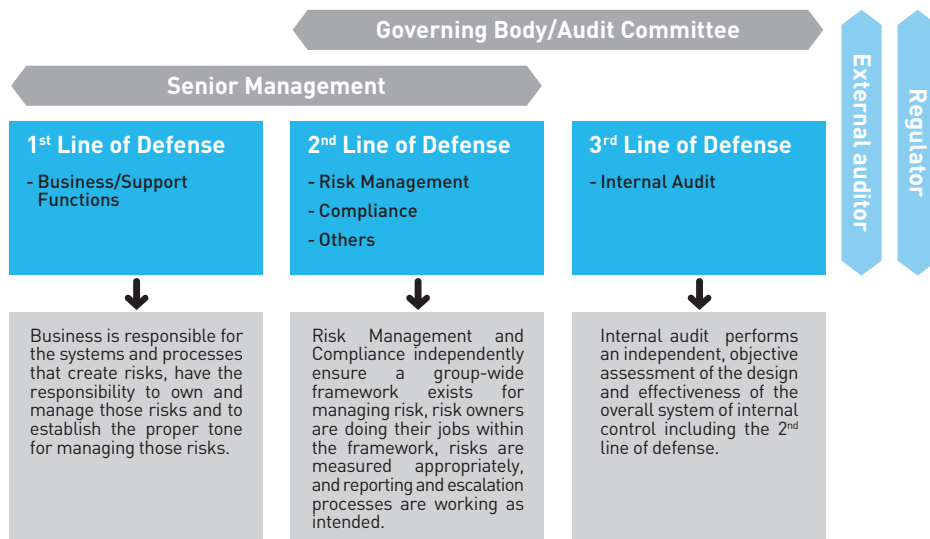 Governing Body/Audit Committee
Senior Management
External auditor
Regulator
1st Line of Defense
- Business/Support
Functions
2nd Line of Defense
- Risk Management
- Compliance
- Others
3rd Line of Defense
- Internal Audit
Business is responsible for
the systems and processes
that create risks, have the
responsibility to own and
manage those risks and to
establish the proper tone
for managing those risks.
Risk Management and
Compliance independently
ensure a group-wide
framework exists for
managing risk, risk owners
are doing their jobs within
the framework, risks are
measured appropriately,
and reporting and escalation
processes are working as
intended.
Internal audit performs
an independent, objective
assessment of the design
and effectiveness of the
overall system of internal
control including the 2nd
line of defense.